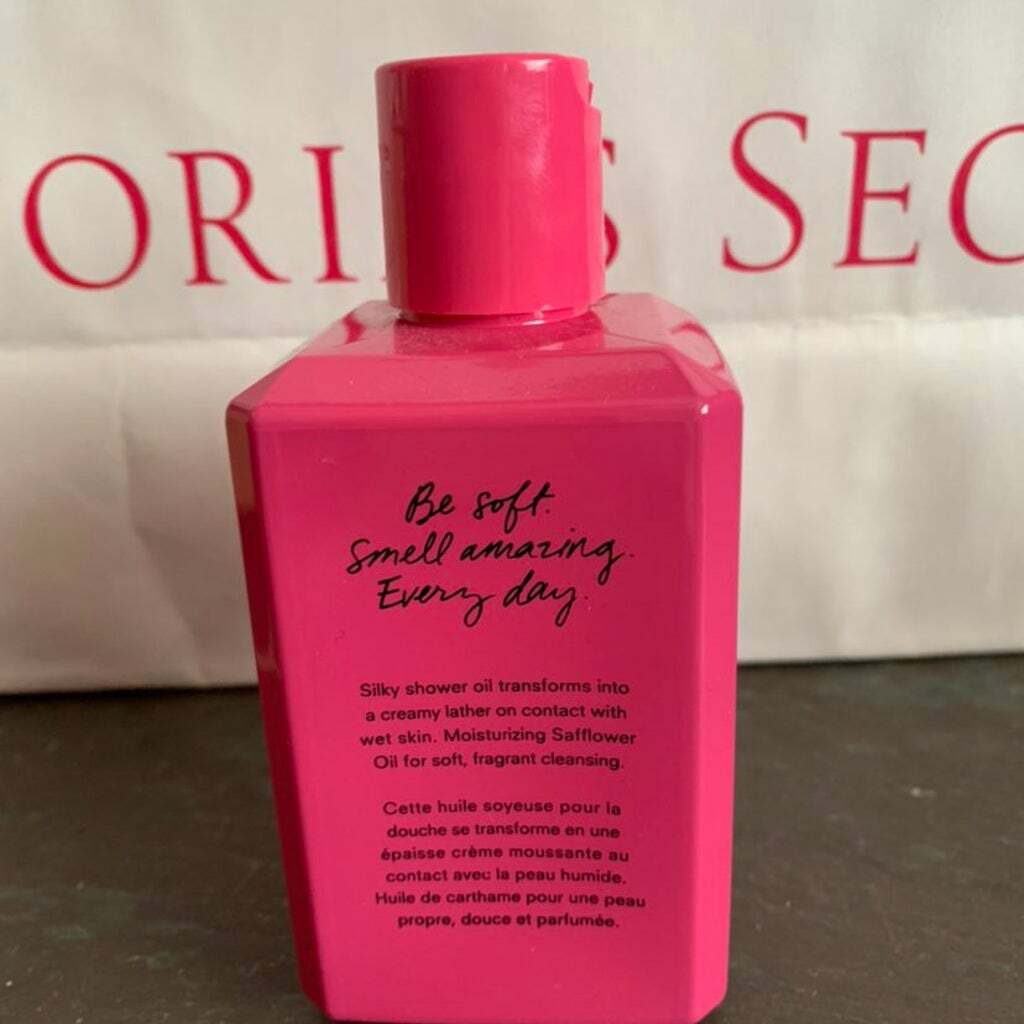 ORI S SEC
Be soft.
Smell amazing.
Every day.
Silky shower oil transforms into
a creamy lather on contact with
wet skin. Moisturizing Safflower
Oil for soft, fragrant cleansing.
Cette huile soyeuse pour la
douche se transforme en une
épaisse crème moussante au
contact avec la peau humide.
Huile de carthame pour une peau
propre, douce et parfumée.